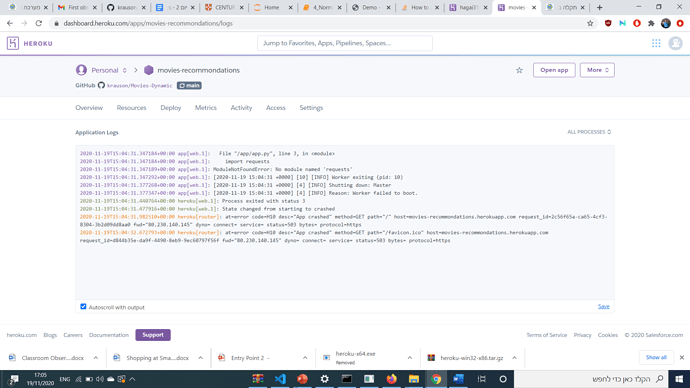 מערכת
First obs
krauson/
יום 2 - כ
CENTUR
Home
4_Norm
Demo -
How to
hagai31
movies
dashboard.heroku.com/apps/movies-recommondations/logs
HEROKU
Jump to Favorites, Apps, Pipelines, Spaces...
Personal
movies-recommondations
Open app
More
GitHub
krauson/Movies-Dynamic
main
Overview
Resources
Deploy
Metrics
Activity
Access
Settings
Application Logs
ALL PROCESSES
2020-11-19T15:04:31.347184+00:00 app[web.1]: File "/app/app.py", line 3, in <module>
2020-11-19T15:04:31.347184+00:00 app[web.1]: import requests
2020-11-19T15:04:31.347189+00:00 app[web.1]: ModuleNotFoundError: No module named 'requests'
2020-11-19T15:04:31.347292+00:00 app[web.1]: [2020-11-19 15:04:31 +0000] [10] [INFO] Worker exiting (pid: 10)
2020-11-19T15:04:31.377268+00:00 app[web.1]: [2020-11-19 15:04:31 +0000] [4] [INFO] Shutting down: Master
2020-11-19T15:04:31.377367+00:00 app[web.1]: [2020-11-19 15:04:31 +0000] [4] [INFO] Reason: Worker failed to boot.
2020-11-19T15:04:31.440764+00:00 heroku[web.1]: Process exited with status 3
2020-11-19T15:04:31.477916+00:00 heroku[web.1]: State changed from starting to crashed
2020-11-19T15:04:31.982510+00:00 heroku[router]: at=error code=H10 desc="App crashed" method=GET path="/" host=movies-recommondations.herokuapp.com request_id=2c56f65a-ca65-4cf3-
8304-3b2d09dd8aa0 fwd="80.230.140.145" dyno= connect= service= status=503 bytes= protocol=https
2020-11-19T15:04:32.672793+00:00 heroku[router]: at=error code=H10 desc="App crashed" method=GET path="/favicon.ico" host=movies-recommondations.herokuapp.com
request_id=d844b35e-da9f-4490-8eb9-9ec60797f56f fwd="80.230.140.145" dyno= connect= service= status=503 bytes= protocol=https
Autoscroll with output
Save
heroku.com
Blogs
Careers
Documentation
Support
Terms of Service
Privacy
Cookies
© 2020 Salesforce.com
Classroom Obser....docx
Shopping at Sma....docx
Entry Point 2 -
heroku-x64.exe
Removed
heroku-win32-x86.tar.gz
Show all
17:05
19/11/2020
ENG
הקלד כאן כדי לחפש